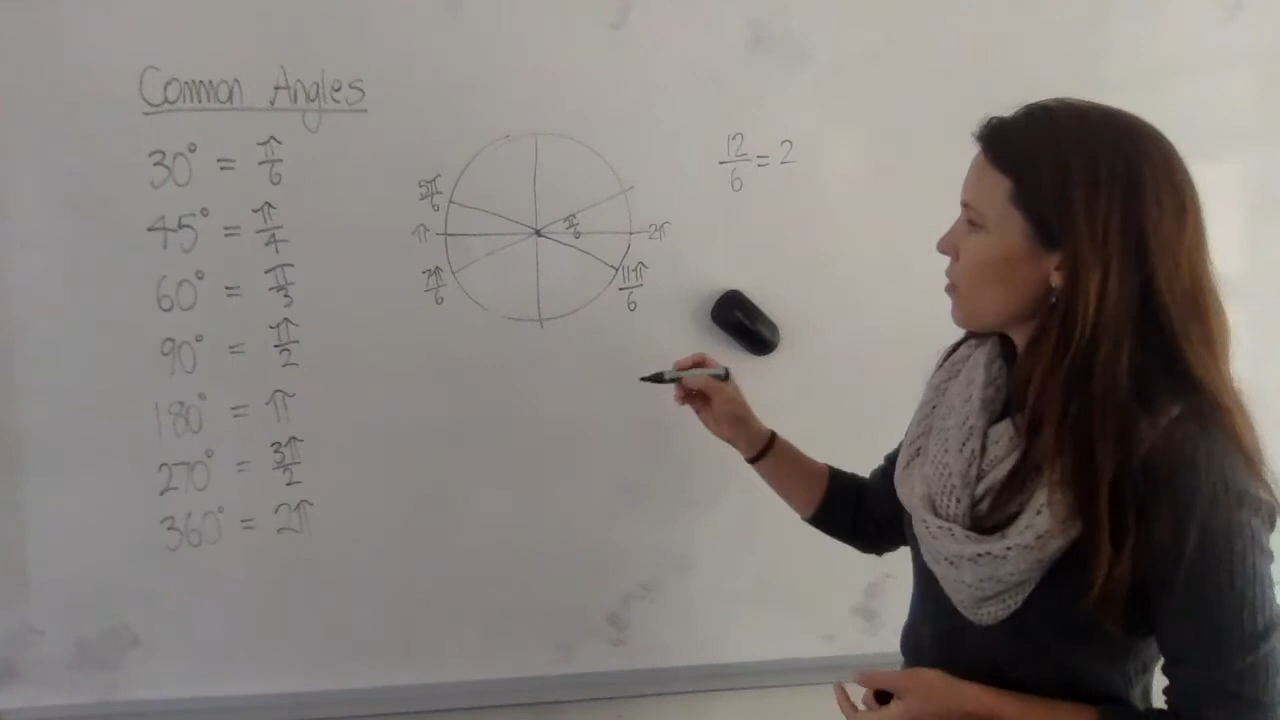 Common Angles
30° = π/6
45° = π/4
60° = π/3
90° = π/2
180° = π
270° = 3π/2
360° = 2π
5π/6
π
7π/6
π/6
2π
11π/6
12/6 = 2